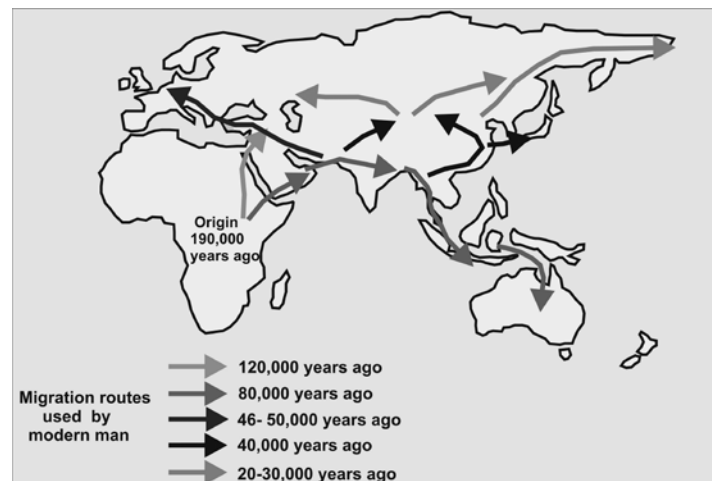 Origin
190,000
years ago
Migration routes
used by
modern man
120,000 years ago
80,000 years ago
46- 50,000 years ago
40,000 years ago
20-30,000 years ago